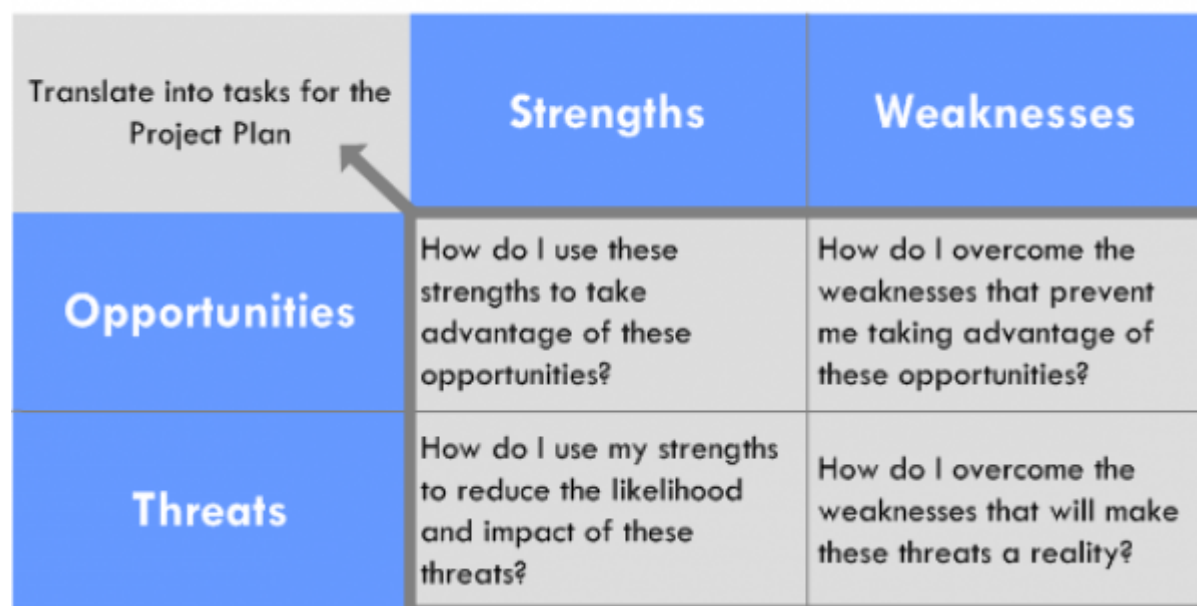 Translate into tasks for the
Project Plan
Strengths
Weaknesses
Opportunities
How do I use these
strengths to take
advantage of these
opportunities?
How do I overcome the
weaknesses that prevent
me taking advantage of
these opportunities?
Threats
How do I use my strengths
to reduce the likelihood
and impact of these
threats?
How do I overcome the
weaknesses that will make
these threats a reality?